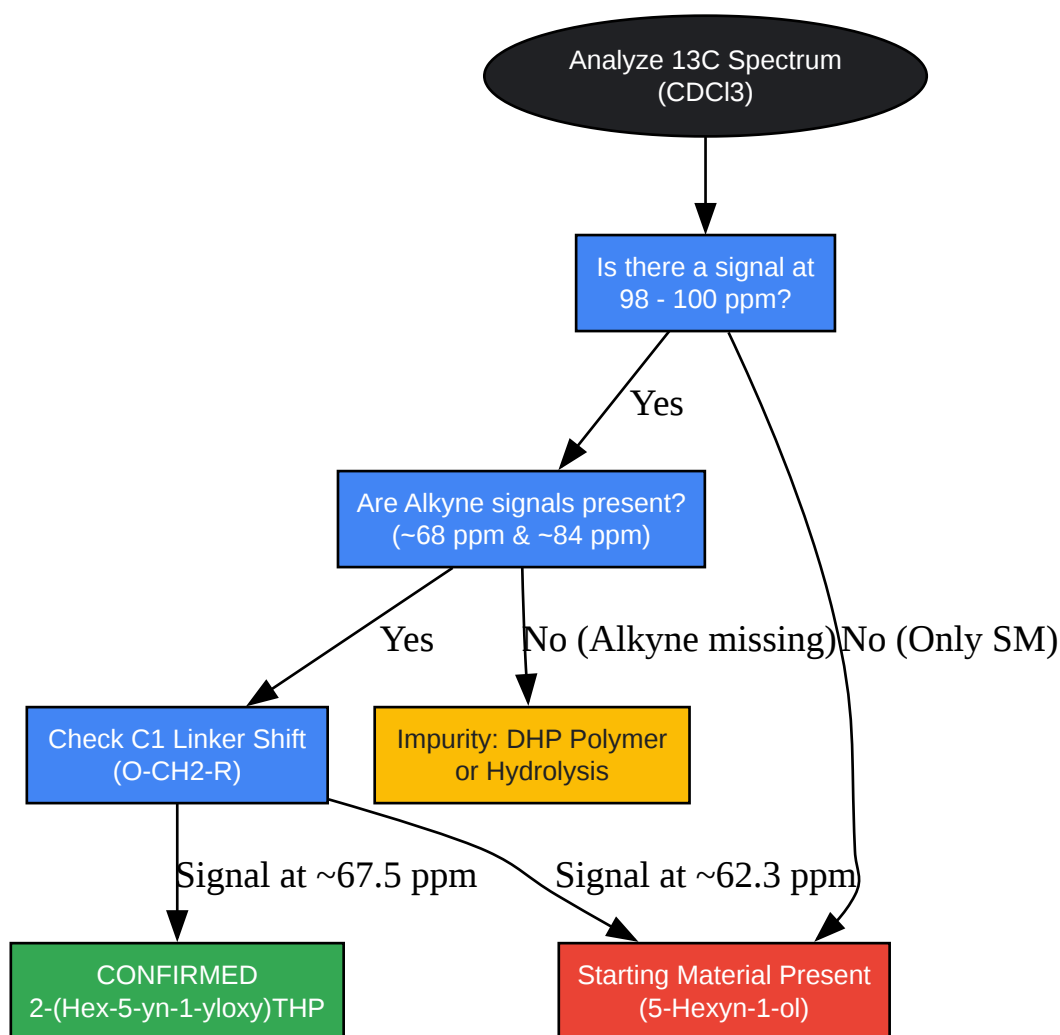 Analyze 13C Spectrum
(CDCl3)
Is there a signal at
98 - 100 ppm?
Yes
Are Alkyne signals present?
(~68 ppm & ~84 ppm)
Yes
No (Alkyne missing)
No (Only SM)
Check C1 Linker Shift
(O-CH2-R)
Impurity: DHP Polymer
or Hydrolysis
Signal at ~67.5 ppm
Signal at ~62.3 ppm
CONFIRMED
2-(Hex-5-yn-1-yloxy)THP
Starting Material Present
(5-Hexyn-1-ol)